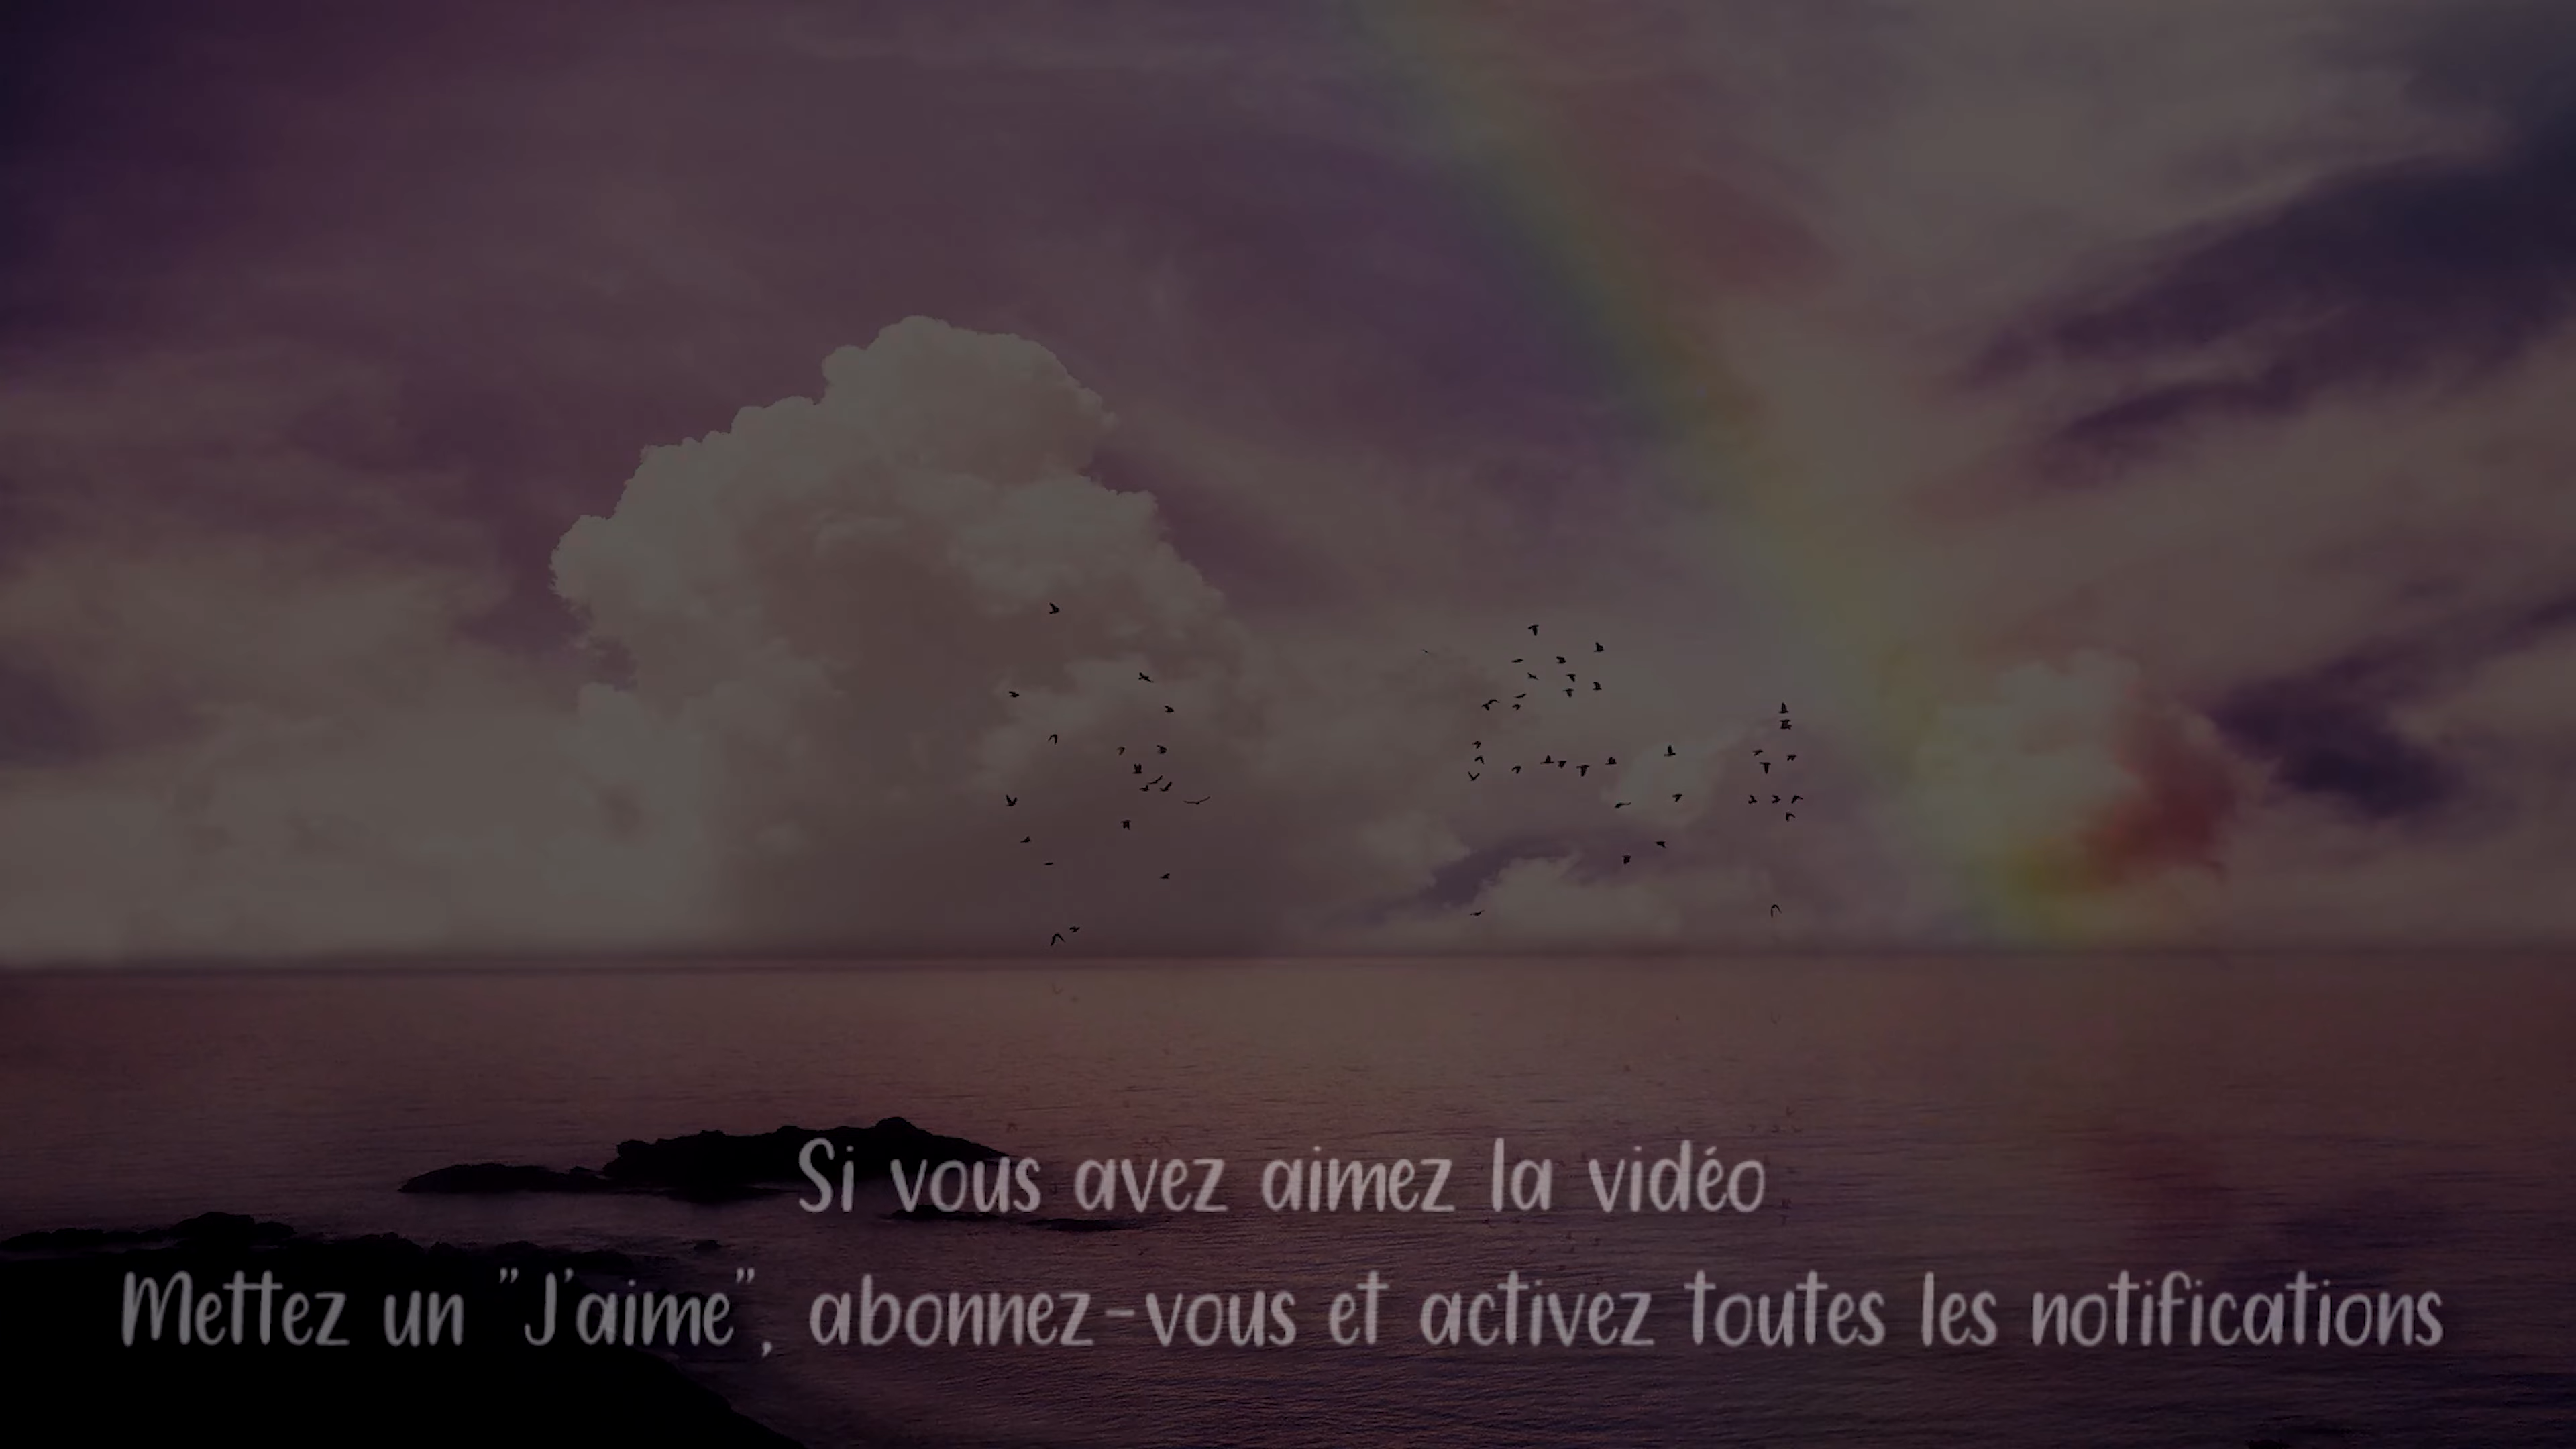 Si vous avez aimez la vidéo
Mettez un "J'aime", abonnez-vous et activez toutes les notifications